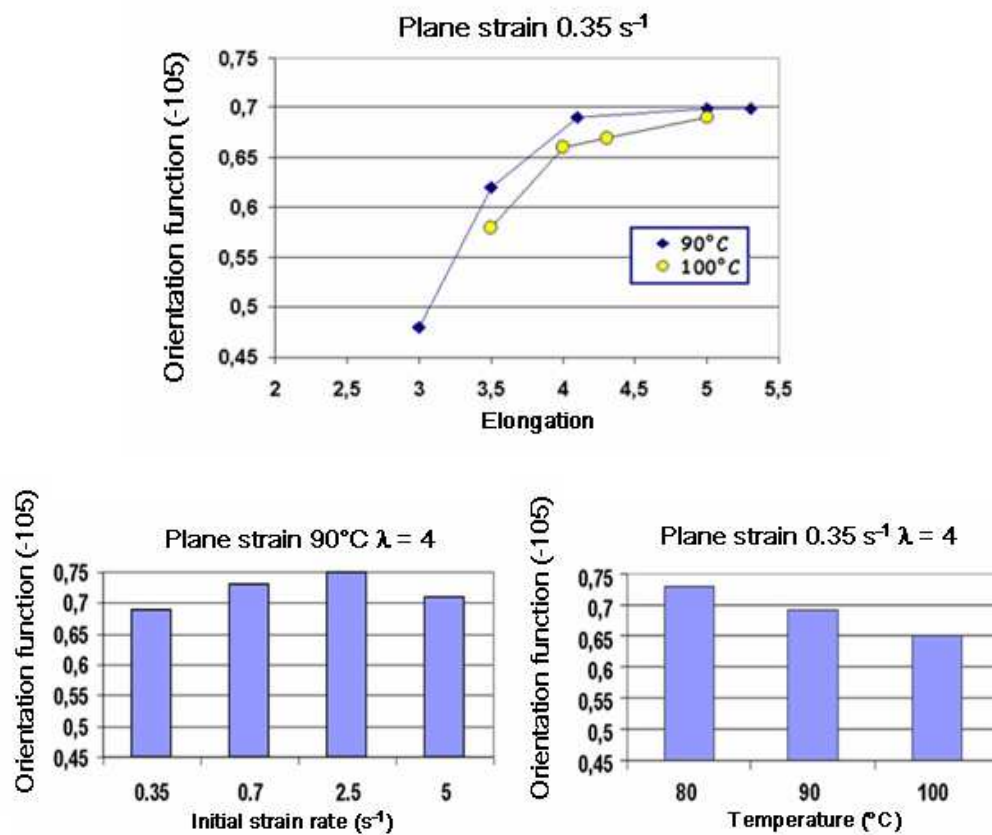 Plane strain 0.35 s⁻¹
Orientation function (-105)
0,75
0,7
0,65
0,6
0,55
0,5
0,45
2 2,5 3 3,5 4 4,5 5 5,5
Elongation
90°C
100°C
Plane strain 90°C λ = 4
Orientation function (-105)
0,75
0,7
0,65
0,6
0,55
0,5
0,45
0.35 0.7 2.5 5
Initial strain rate (s⁻¹)
Plane strain 0.35 s⁻¹ λ = 4
Orientation function (-105)
0,75
0,7
0,65
0,6
0,55
0,5
0,45
80 90 100
Temperature (°C)